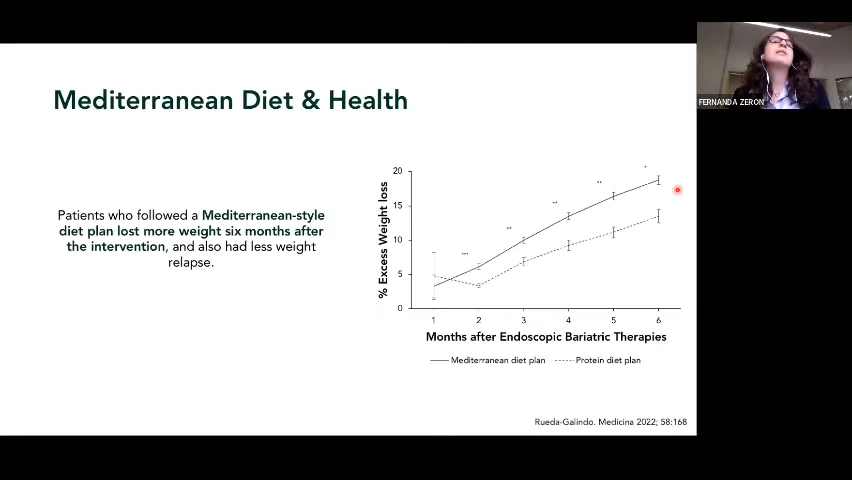 Mediterranean Diet & Health
FERNANDA ZERON
Patients who followed a Mediterranean-style
diet plan lost more weight six months after
the intervention, and also had less weight
relapse.
% Excess Weight loss
20
15
10
5
0
***
**
**
**
*
1 2 3 4 5 6
Months after Endoscopic Bariatric Therapies
Mediterranean diet plan Protein diet plan
Rueda-Galindo. Medicina 2022; 58:168